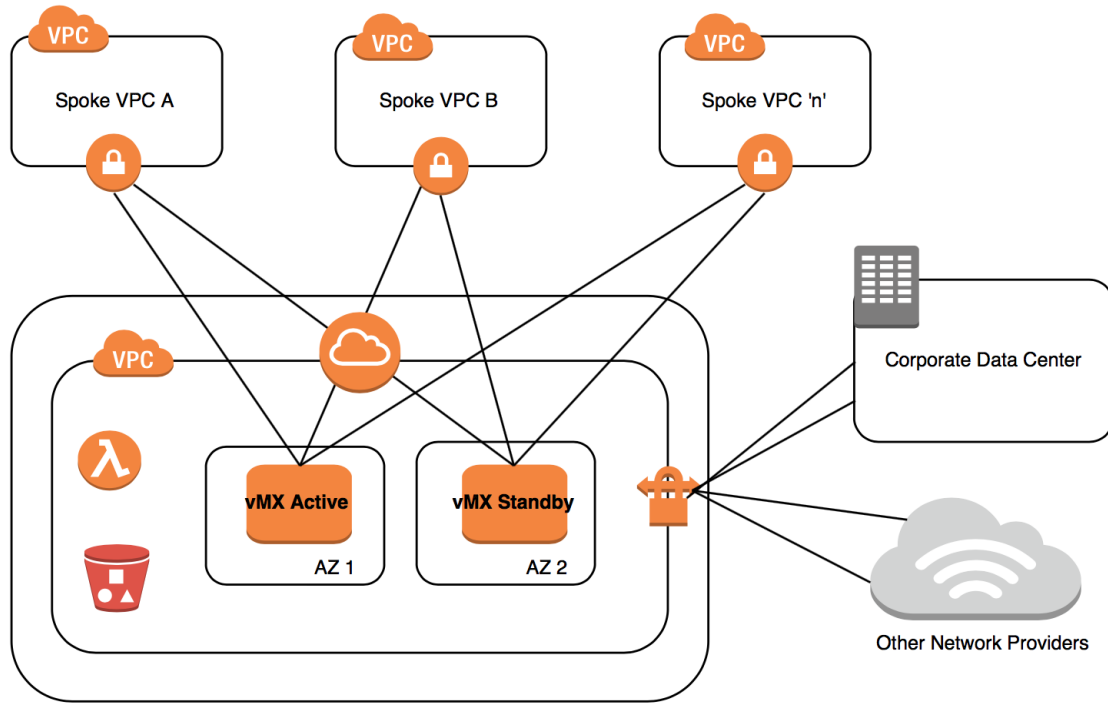 VPC
VPC
VPC
Spoke VPC A
Spoke VPC B
Spoke VPC 'n'
VPC
Corporate Data Center
vMX Active
vMX Standby
AZ 1
AZ 2
Other Network Providers